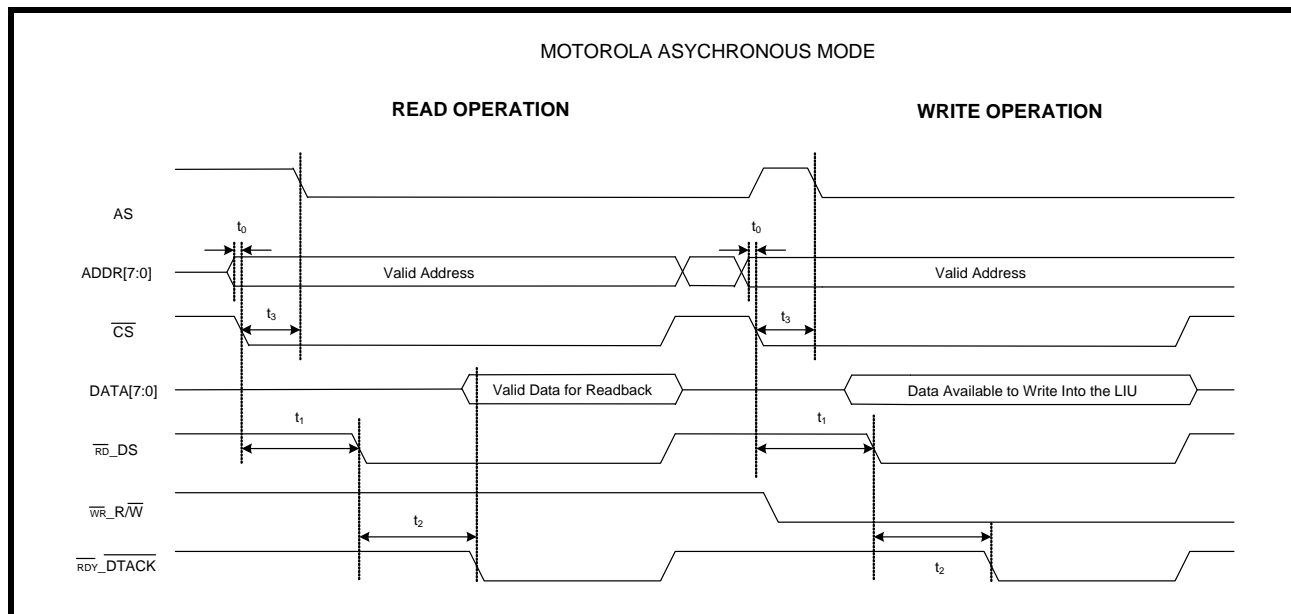 MOTOROLA ASYCHRONOUS MODE
READ OPERATION
WRITE OPERATION
AS
t0
t0
ADDR[7:0]
Valid Address
Valid Address
CS
t3
t3
DATA[7:0]
Valid Data for Readback
Data Available to Write Into the LIU
t1
t1
RD_DS
WR_R/W
t2
RDY_DTACK
t2